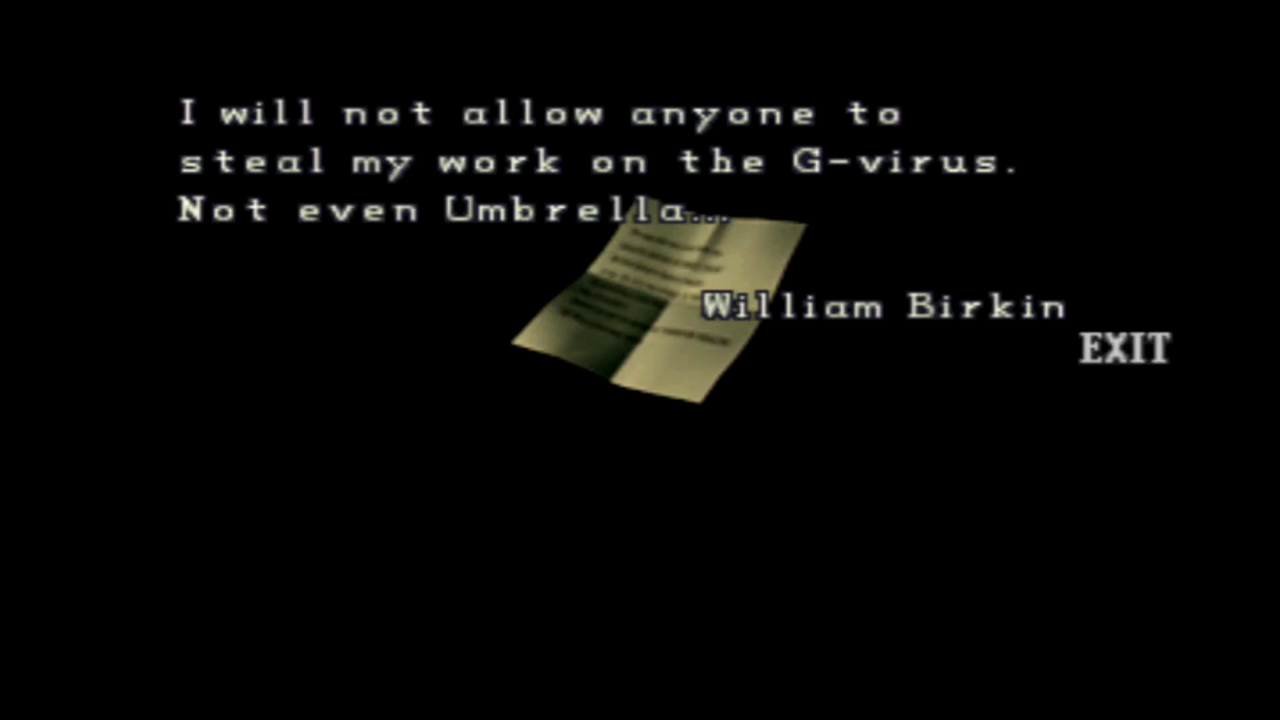 I will not allow anyone to
steal my work on the G-virus.
Not even Umbrella...
William Birkin
EXIT